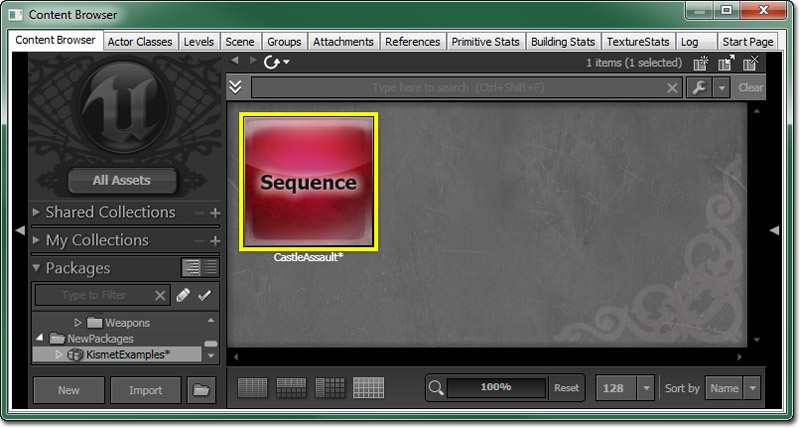 Content Browser
Content Browser Actor Classes Levels Scene Groups Attachments References Primitive Stats Building Stats TextureStats Log Start Page
1 items (1 selected)
Type here to search (Ctrl+Shift+F) Clear
All Assets
Sequence
Shared Collections
My Collections
CastleAssault*
Packages
Type to Filter
Weapons
NewPackages
KismetExamples*
New Import 100% Reset 128 Sort by Name